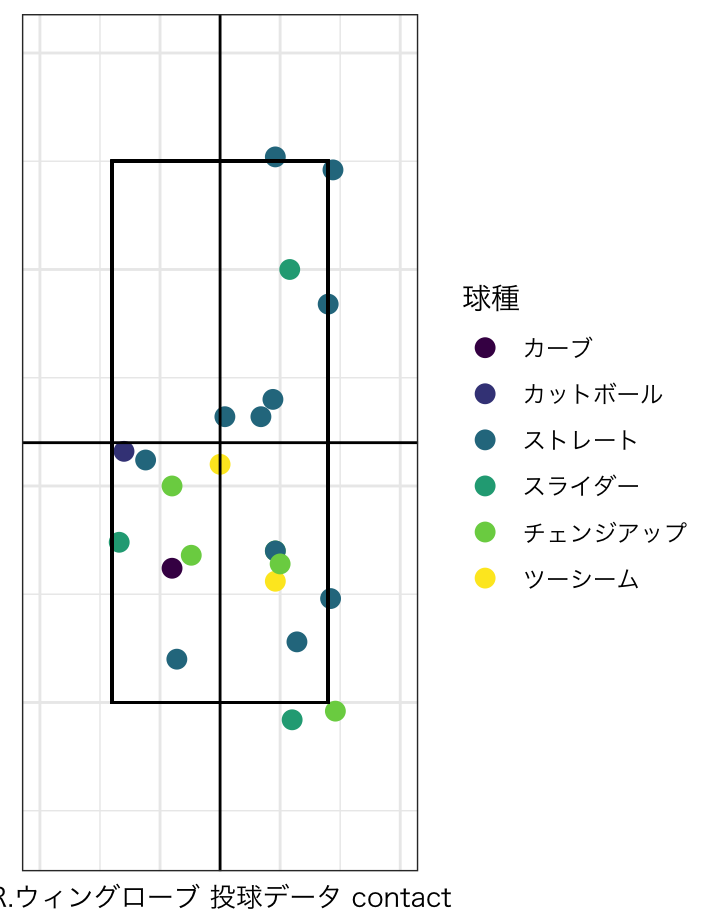 球種
カーブ
カットボール
ストレート
スライダー
チェンジアップ
ツーシーム
R.ウィングローブ 投球データ contact